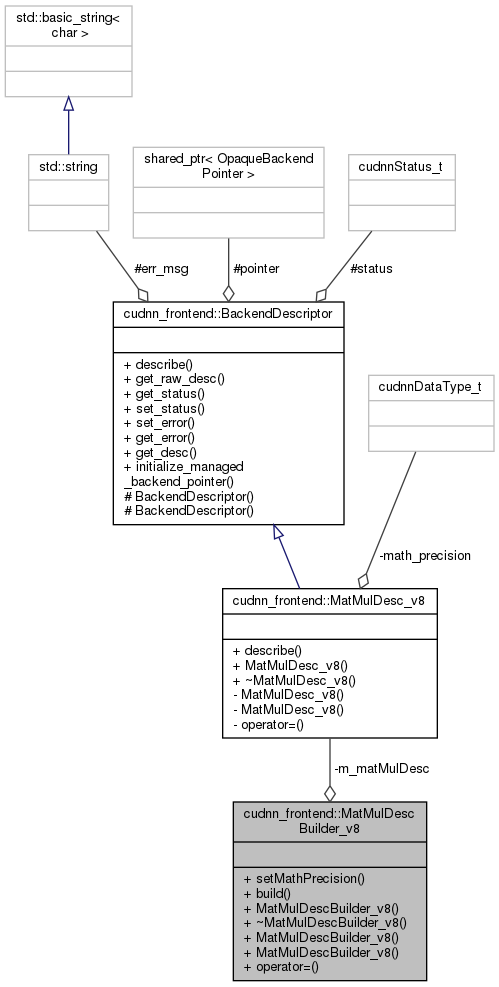 std::basic_string<
char >
std::string
shared_ptr< OpaqueBackend
Pointer >
cudnnStatus_t
#err_msg
#pointer
#status
cudnn_frontend::BackendDescriptor
+ describe()
+ get_raw_desc()
+ get_status()
+ set_status()
+ set_error()
+ get_error()
+ get_desc()
+ initialize_managed
_backend_pointer()
# BackendDescriptor()
# BackendDescriptor()
cudnnDataType_t
-math_precision
cudnn_frontend::MatMulDesc_v8
+ describe()
+ MatMulDesc_v8()
+ ~MatMulDesc_v8()
- MatMulDesc_v8()
- MatMulDesc_v8()
- operator=()
-m_matMulDesc
cudnn_frontend::MatMulDesc
Builder_v8
+ setMathPrecision()
+ build()
+ MatMulDescBuilder_v8()
+ ~MatMulDescBuilder_v8()
+ MatMulDescBuilder_v8()
+ MatMulDescBuilder_v8()
+ operator=()